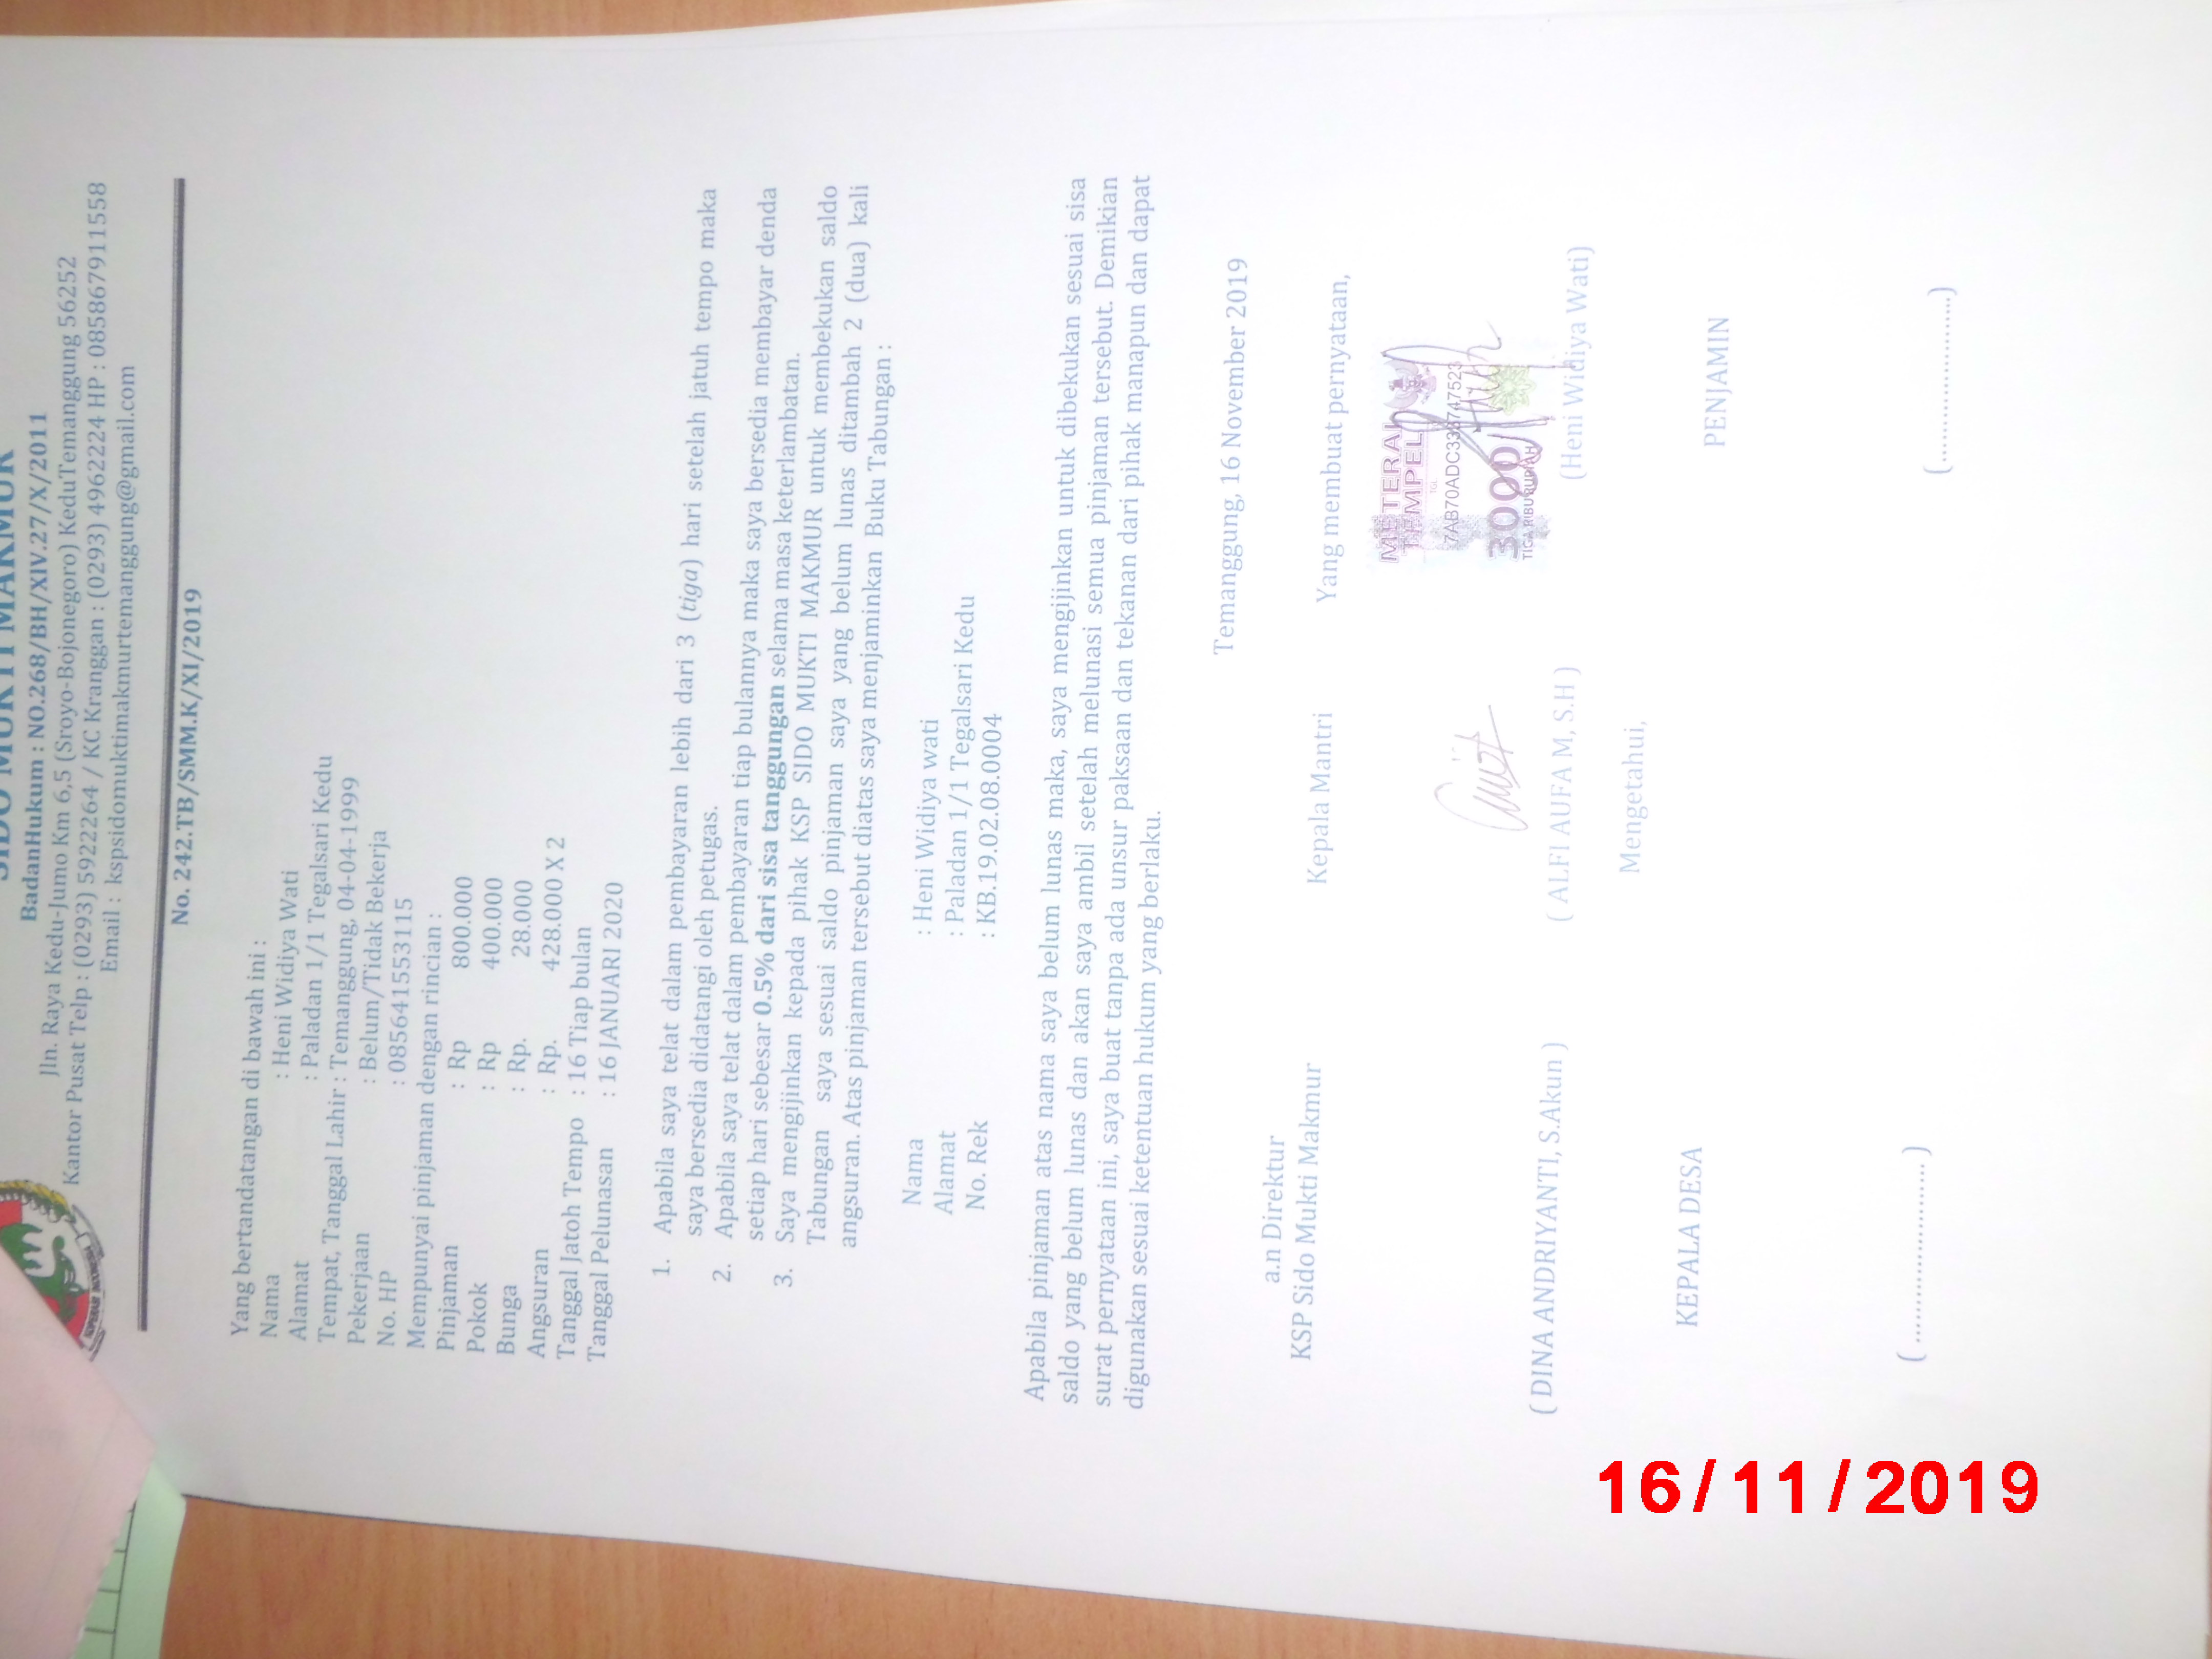 SIDO MUKTI MAKMUR
BadanHukum : NO.268/BH/XIV.27/X/2011
Jln. Raya Kedu-Jumo Km 6,5 (Sroyo-Bojonegoro) KeduTemanggung 56252
Kantor Pusat Telp : (0293) 5922264 / KC Kranggan : (0293) 4962224 HP : 085867911558
Email : kspsidomuktimakmurtemanggung@gmail.com
No. 242.TB/SMM.K/XI/2019
Yang bertandatangan di bawah ini :
Nama : Heni Widiya Wati
Alamat : Paladan 1/1 Tegalsari Kedu
Tempat, Tanggal Lahir : Temanggung, 04-04-1999
Pekerjaan : Belum/Tidak Bekerja
No. HP : 085641553115
Mempunyai pinjaman dengan rincian :
Pinjaman : Rp 800.000
Pokok : Rp 400.000
Bunga : Rp. 28.000
Angsuran : Rp. 428.000 X 2
Tanggal Jatoh Tempo : 16 Tiap bulan
Tanggal Pelunasan : 16 JANUARI 2020
1. Apabila saya telat dalam pembayaran lebih dari 3 (tiga) hari setelah jatuh tempo maka
saya bersedia didatangi oleh petugas.
2. Apabila saya telat dalam pembayaran tiap bulannya maka saya bersedia membayar denda
setiap hari sebesar 0.5% dari sisa tanggungan selama masa keterlambatan.
3. Saya mengijinkan kepada pihak KSP SIDO MUKTI MAKMUR untuk membekukan saldo
Tabungan saya sesuai saldo pinjaman saya yang belum lunas ditambah 2 (dua) kali
angsuran. Atas pinjaman tersebut diatas saya menjaminkan Buku Tabungan :
Nama : Heni Widiya wati
Alamat : Paladan 1/1 Tegalsari Kedu
No. Rek : KB.19.02.08.0004
Apabila pinjaman atas nama saya belum lunas maka, saya mengijinkan untuk dibekukan sesuai sisa
saldo yang belum lunas dan akan saya ambil setelah melunasi semua pinjaman tersebut. Demikian
surat pernyataan ini, saya buat tanpa ada unsur paksaan dan tekanan dari pihak manapun dan dapat
digunakan sesuai ketentuan hukum yang berlaku.
Temanggung, 16 November 2019
a.n Direktur
KSP Sido Mukti Makmur Kepala Mantri Yang membuat pernyataan,
METERAI
TEMPEL
TGL
3000
TIGA RIBU RUPIAH
( DINA ANDRIYANTI, S.Akun ) ( ALFI AUFA M, S.H ) (Heni Widiya Wati)
Mengetahui,
KEPALA DESA PENJAMIN
( ........................ ) (........................)
16/11/2019